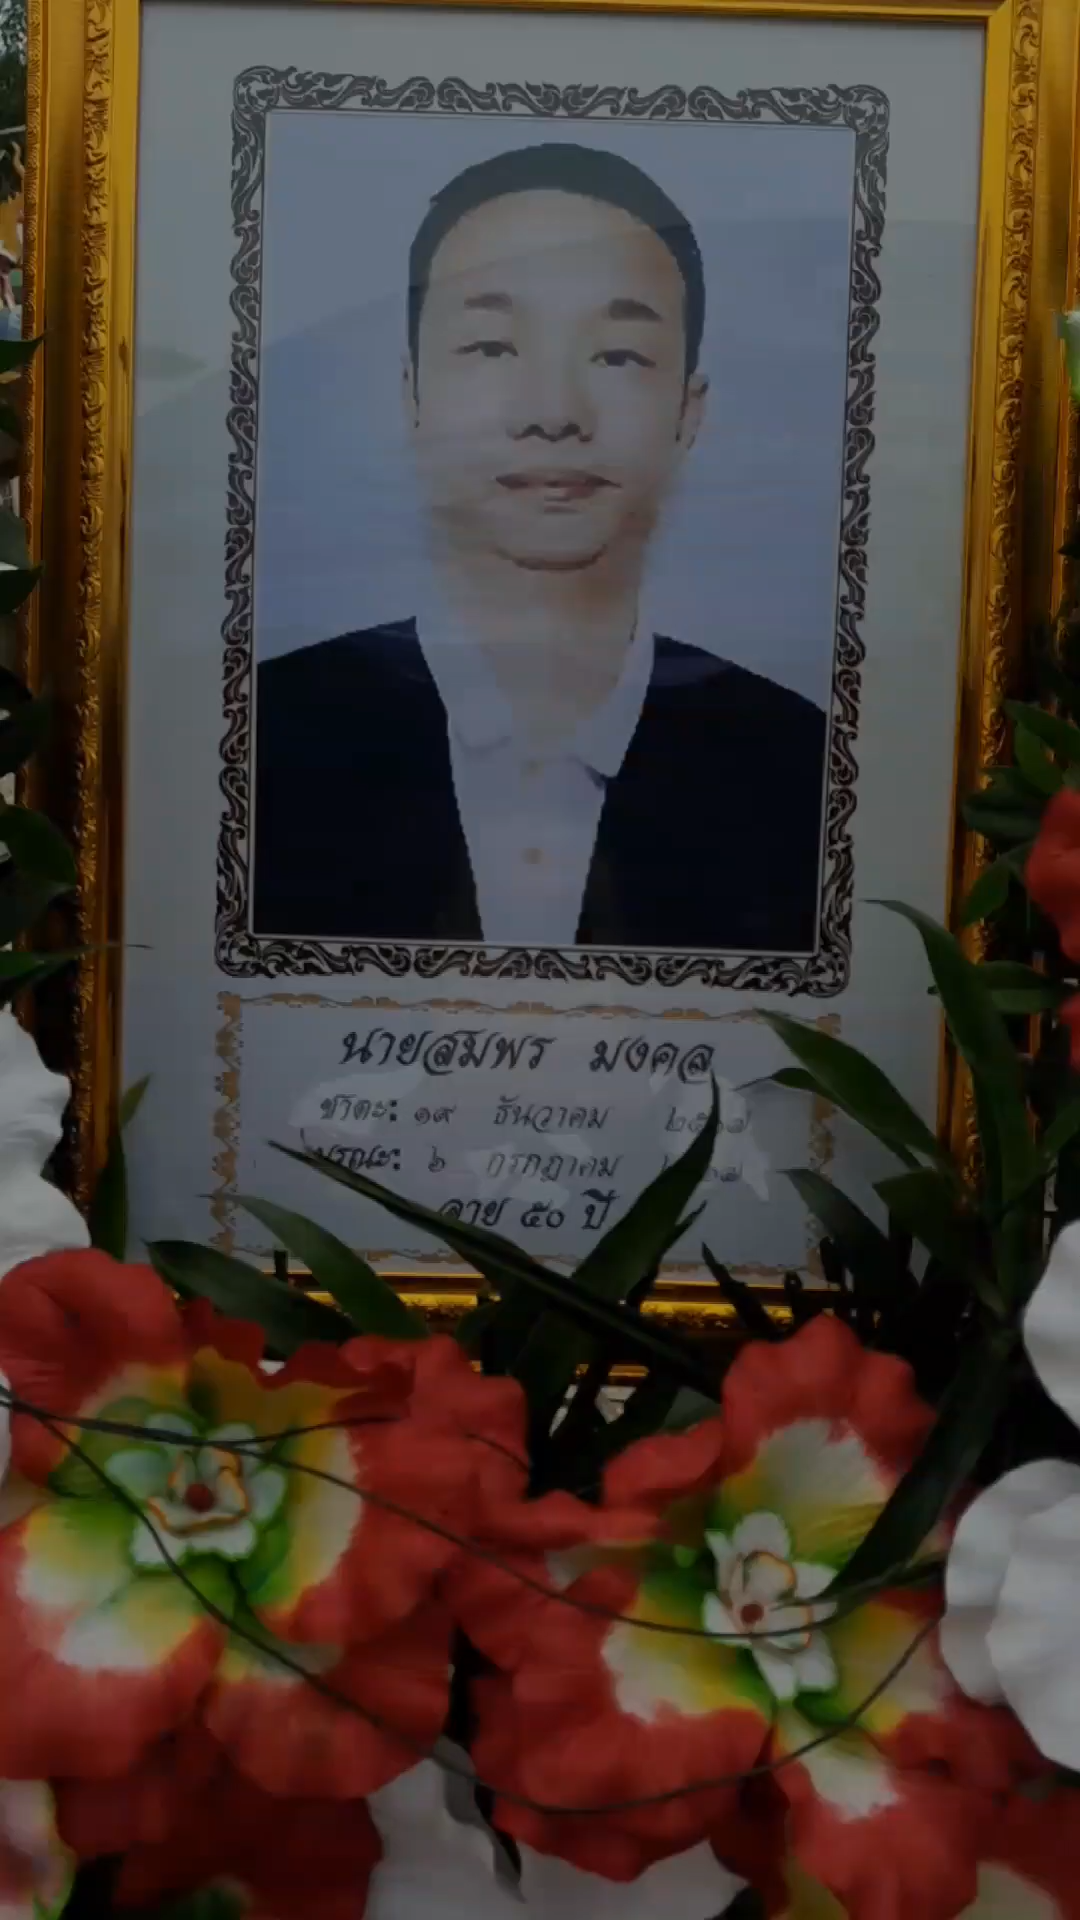 นายสมพร มงคล
ชาตะ: ๑๙ ธันวาคม
มรณะ: ๖ กรกฎาคม
อายุ ๕๐ ปี